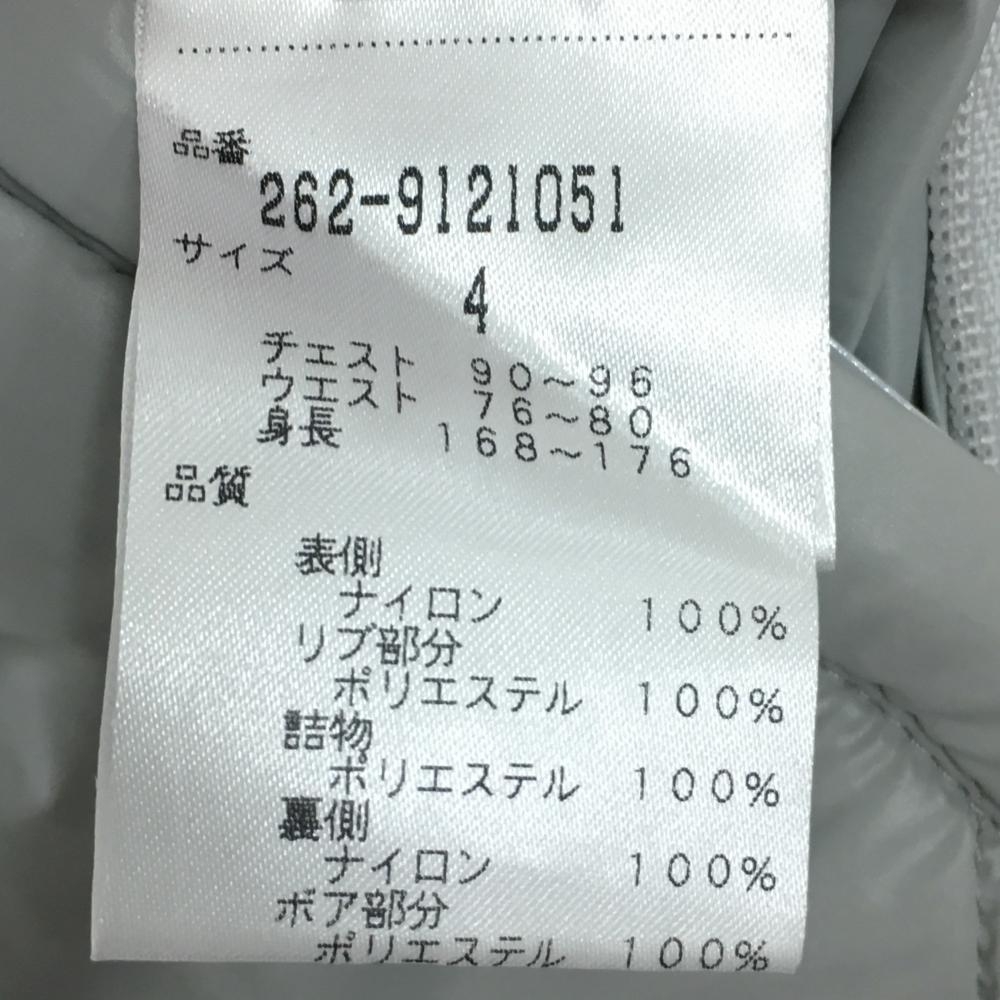 品番
262-9121051
サイズ
4
チェスト 90～96
ウエスト 76～80
身長 168～176
品質
表側
ナイロン 100%
リブ部分
ポリエステル 100%
詰物
ポリエステル 100%
裏側
ナイロン 100%
ボア部分
ポリエステル 100%